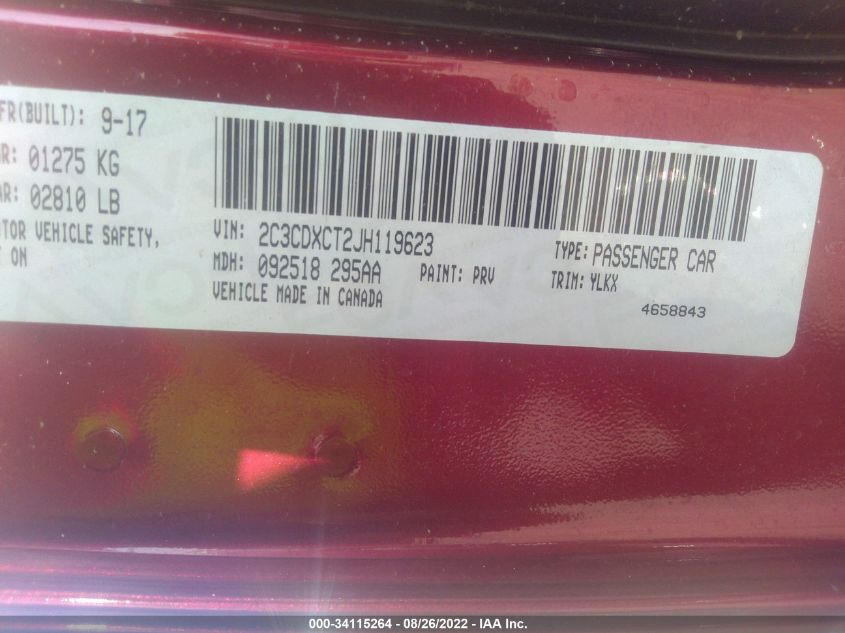 FR(BUILT): 9-17
R: 01275 KG
AR: 02810 LB
TOR VEHICLE SAFETY,
T ON
VIN: 2C3CDXCT2JH119623
MDH: 092518 295AA
PAINT: PRV
VEHICLE MADE IN CANADA
TYPE: PASSENGER CAR
TRIM: YLKX
4658843
000-34115264 - 08/26/2022 - IAA Inc.